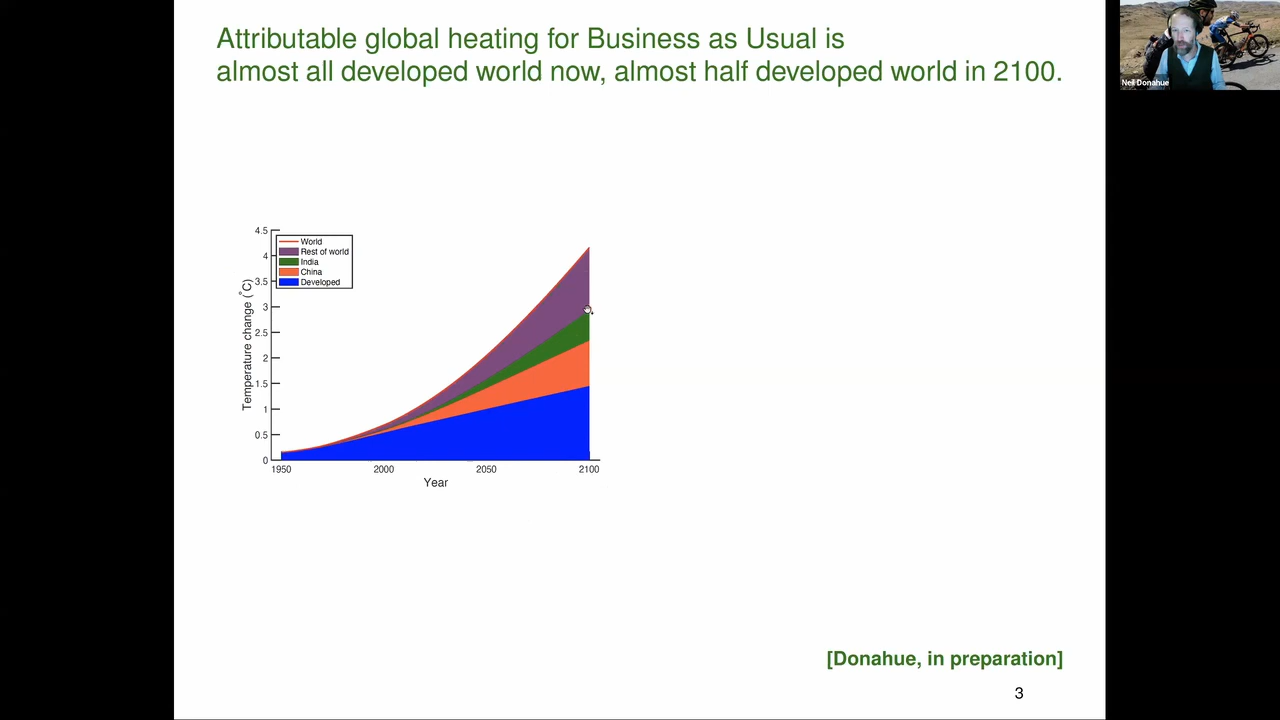 Attributable global heating for Business as Usual is
almost all developed world now, almost half developed world in 2100.
Neil Donahue
4.5
4
3.5
3
2.5
2
1.5
1
0.5
0
Temperature change (°C)
World
Rest of world
India
China
Developed
1950 2000 2050 2100
Year
[Donahue, in preparation]
3